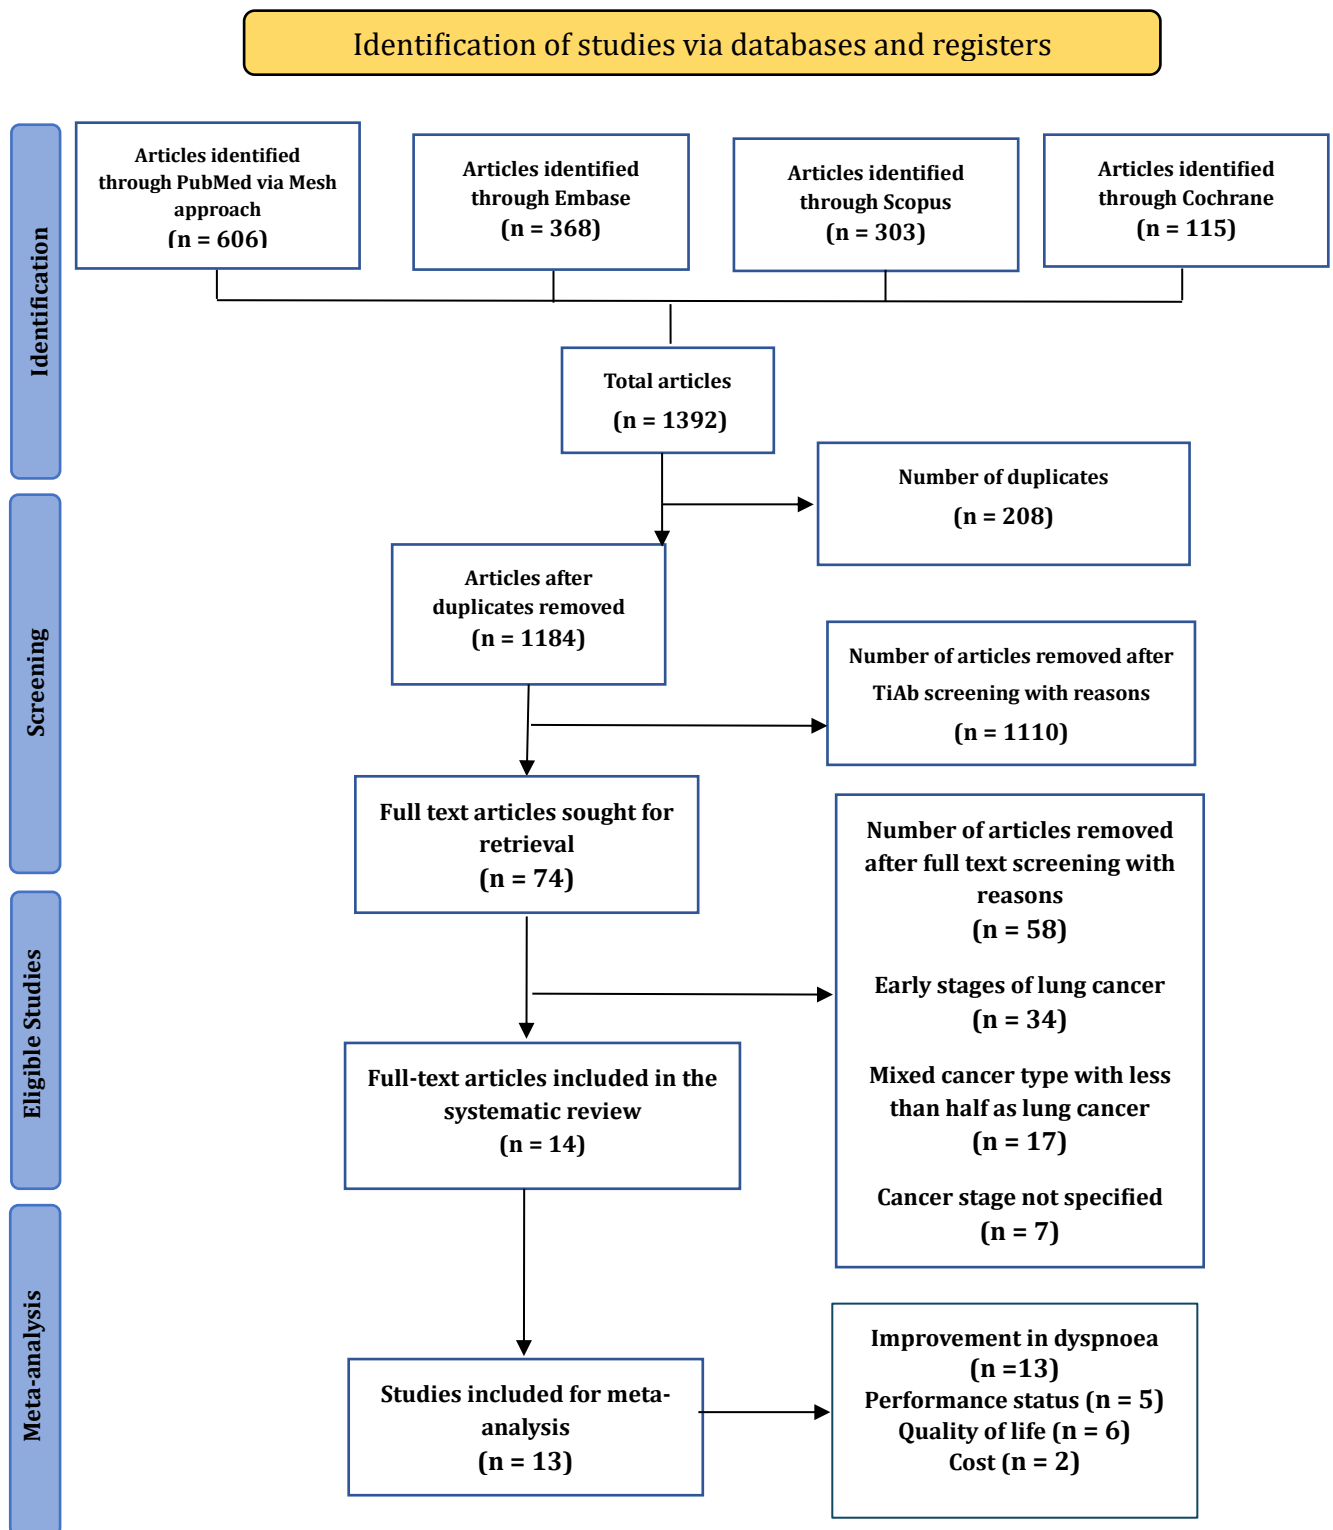 Identification of studies via databases and registers
Identification
Articles identified
through PubMed via Mesh
approach
(n = 606)
Articles identified
through Embase
(n = 368)
Articles identified
through Scopus
(n = 303)
Articles identified
through Cochrane
(n = 115)
Total articles
(n = 1392)
Number of duplicates
(n = 208)
Screening
Articles after
duplicates removed
(n = 1184)
Number of articles removed after
TiAb screening with reasons
(n = 1110)
Full text articles sought for
retrieval
(n = 74)
Number of articles removed
after full text screening with
reasons
(n = 58)
Early stages of lung cancer
(n = 34)
Mixed cancer type with less
than half as lung cancer
(n = 17)
Cancer stage not specified
(n = 7)
Eligible Studies
Full-text articles included in the
systematic review
(n = 14)
Meta-analysis
Studies included for meta-
analysis
(n = 13)
Improvement in dyspnoea
(n =13)
Performance status (n = 5)
Quality of life (n = 6)
Cost (n = 2)